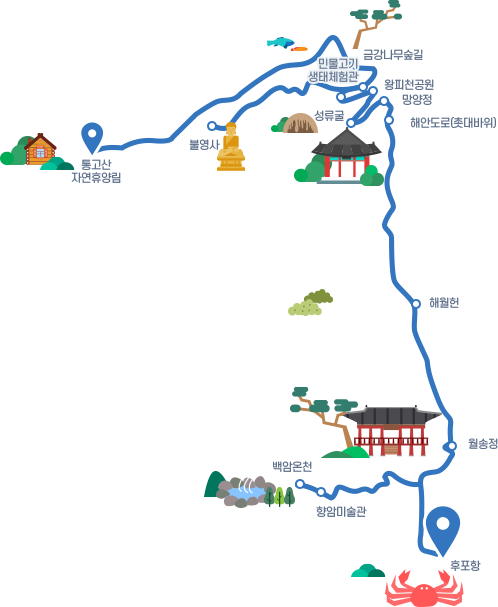 금강나무숲길
민물고기
생태체험관
왕피천공원
망양정
성류굴
해안도로(촛대바위)
불영사
통고산
자연휴양림
해월헌
월송정
백암온천
향암미술관
후포항